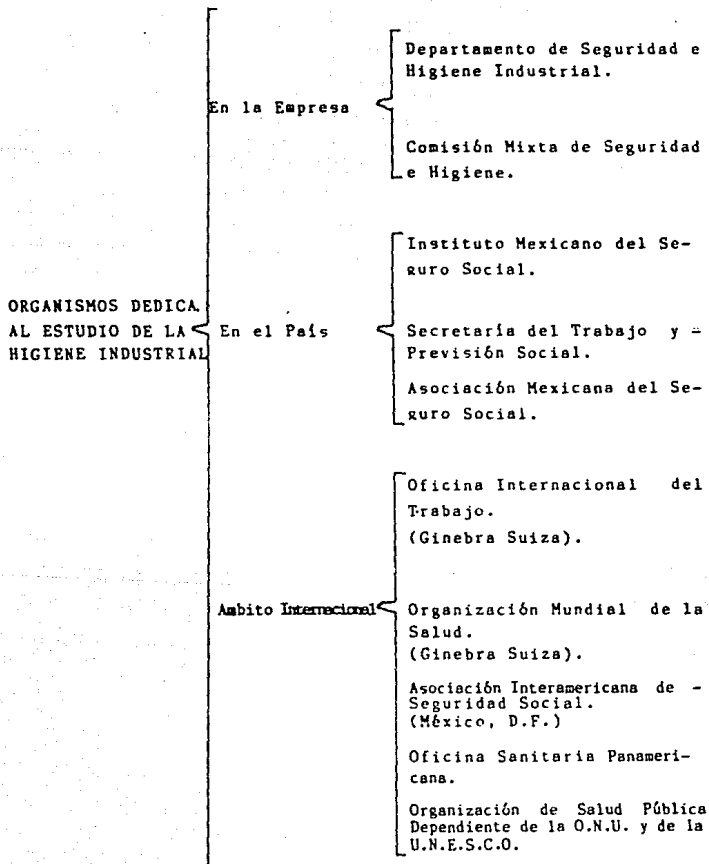 Departamento de Seguridad e
Higiene Industrial.
En la Empresa
Comisión Mixta de Seguridad
e Higiene.
Instituto Mexicano del Se-
guro Social.
ORGANISMOS DEDICA
AL ESTUDIO DE LA
HIGIENE INDUSTRIAL
En el País
Secretaría del Trabajo y -
Previsión Social.
Asociación Mexicana del Se-
guro Social.
Oficina Internacional del
Trabajo.
(Ginebra Suiza).
Ambito Internacional
Organización Mundial de la
Salud.
(Ginebra Suiza).
Asociación Interamericana de -
Seguridad Social.
(México, D.F.)
Oficina Sanitaria Panameri-
cana.
Organización de Salud Pública
Dependiente de la O.N.U. y de la
U.N.E.S.C.O.